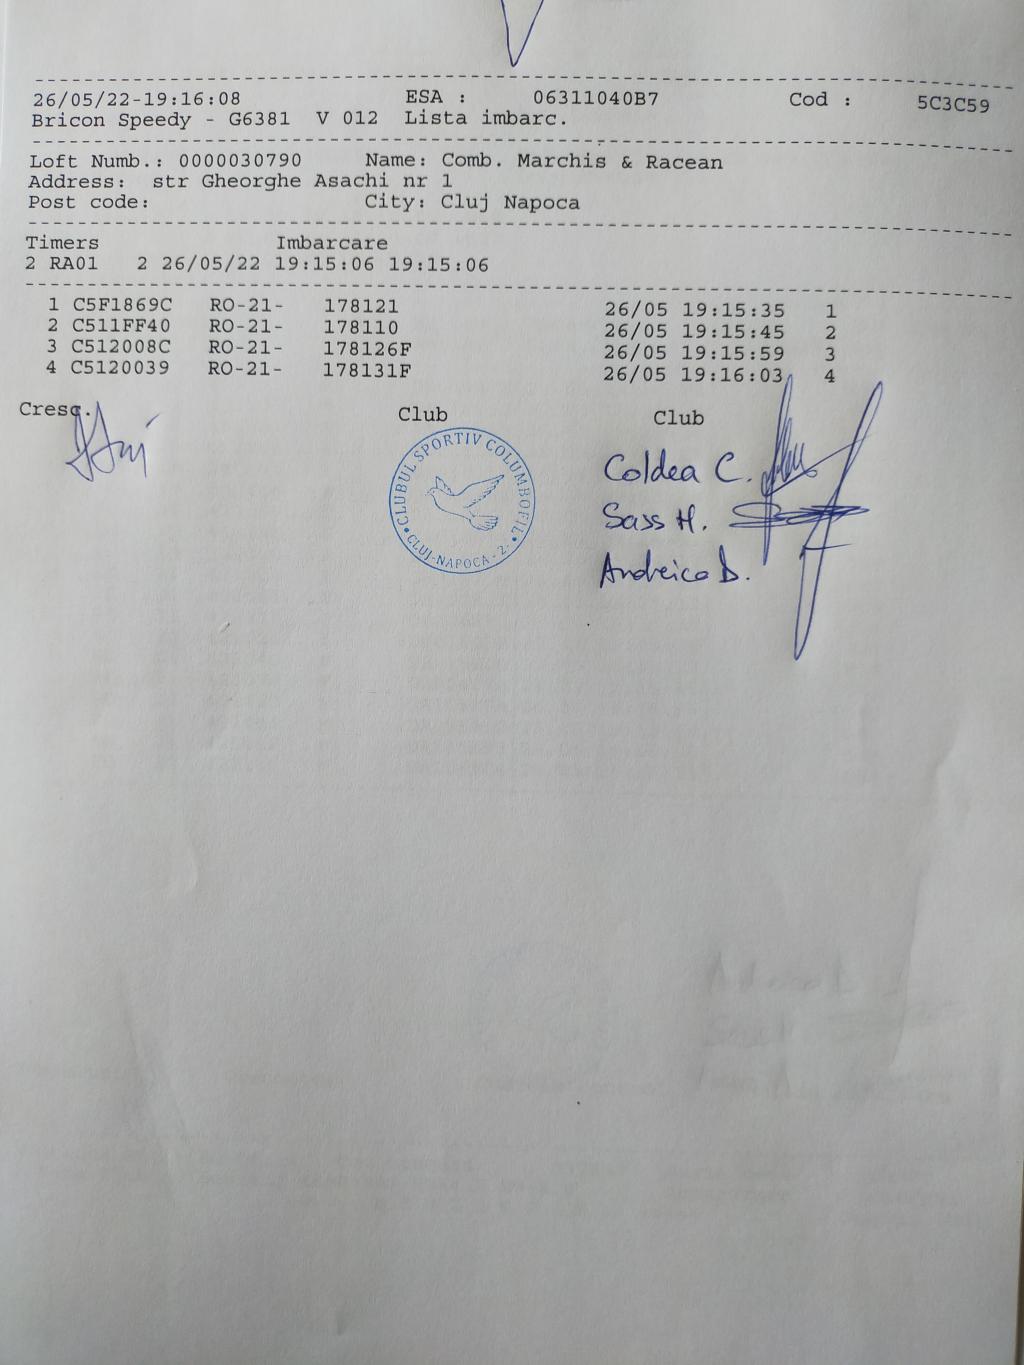 26/05/22-19:16:08 ESA : 06311040B7 Cod : 5C3C59
Bricon Speedy - G6381 V 012 Lista imbarc.
Loft Numb.: 0000030790 Name: Comb. Marchis & Racean
Address: str Gheorghe Asachi nr 1
Post code: City: Cluj Napoca
Timers Imbarcare
2 RA01 2 26/05/22 19:15:06 19:15:06
1 C5F1869C RO-21- 178121 26/05 19:15:35 1
2 C511FF40 RO-21- 178110 26/05 19:15:45 2
3 C512008C RO-21- 178126F 26/05 19:15:59 3
4 C5120039 RO-21- 178131F 26/05 19:16:03 4
Cresc. Club Club
CLUBUL SPORTIV COLUMBOFIL
CLUJ-NAPOCA - 2 -
Coldea C.
Sass H.
Andreica D.